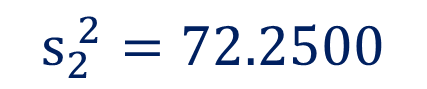 s₂² = 72.2500